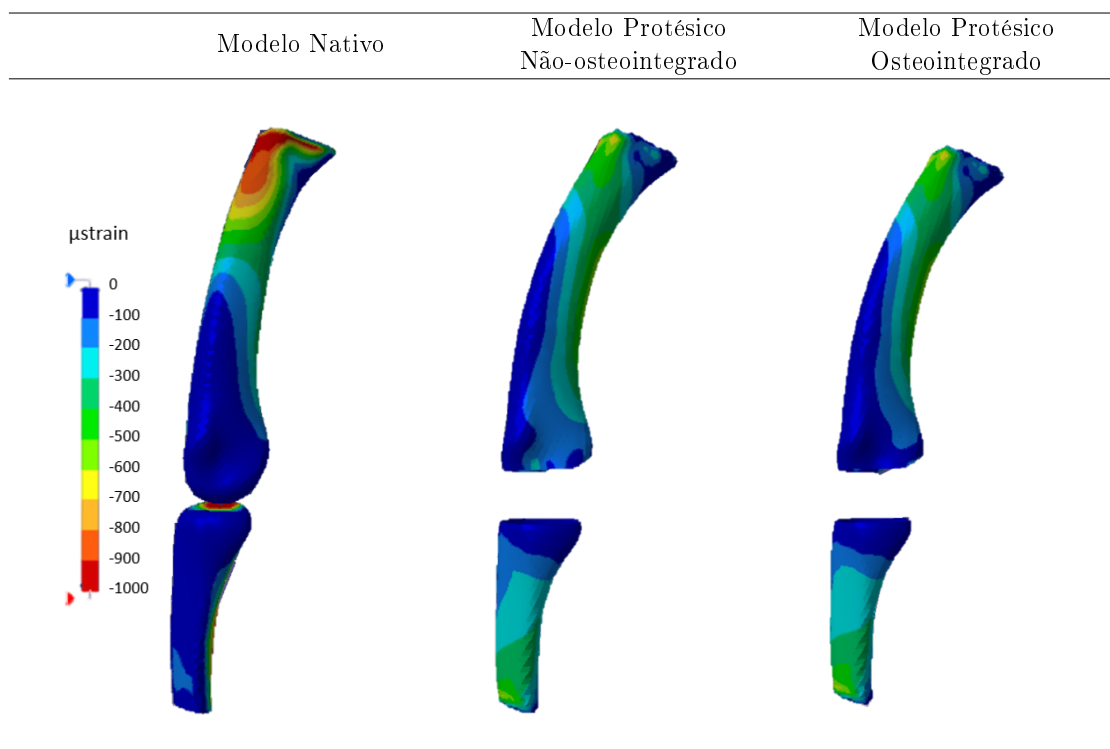 Modelo Nativo
Modelo Protésico
Não-osteointegrado
Modelo Protésico
Osteointegrado
µstrain
0
-100
-200
-300
-400
-500
-600
-700
-800
-900
-1000